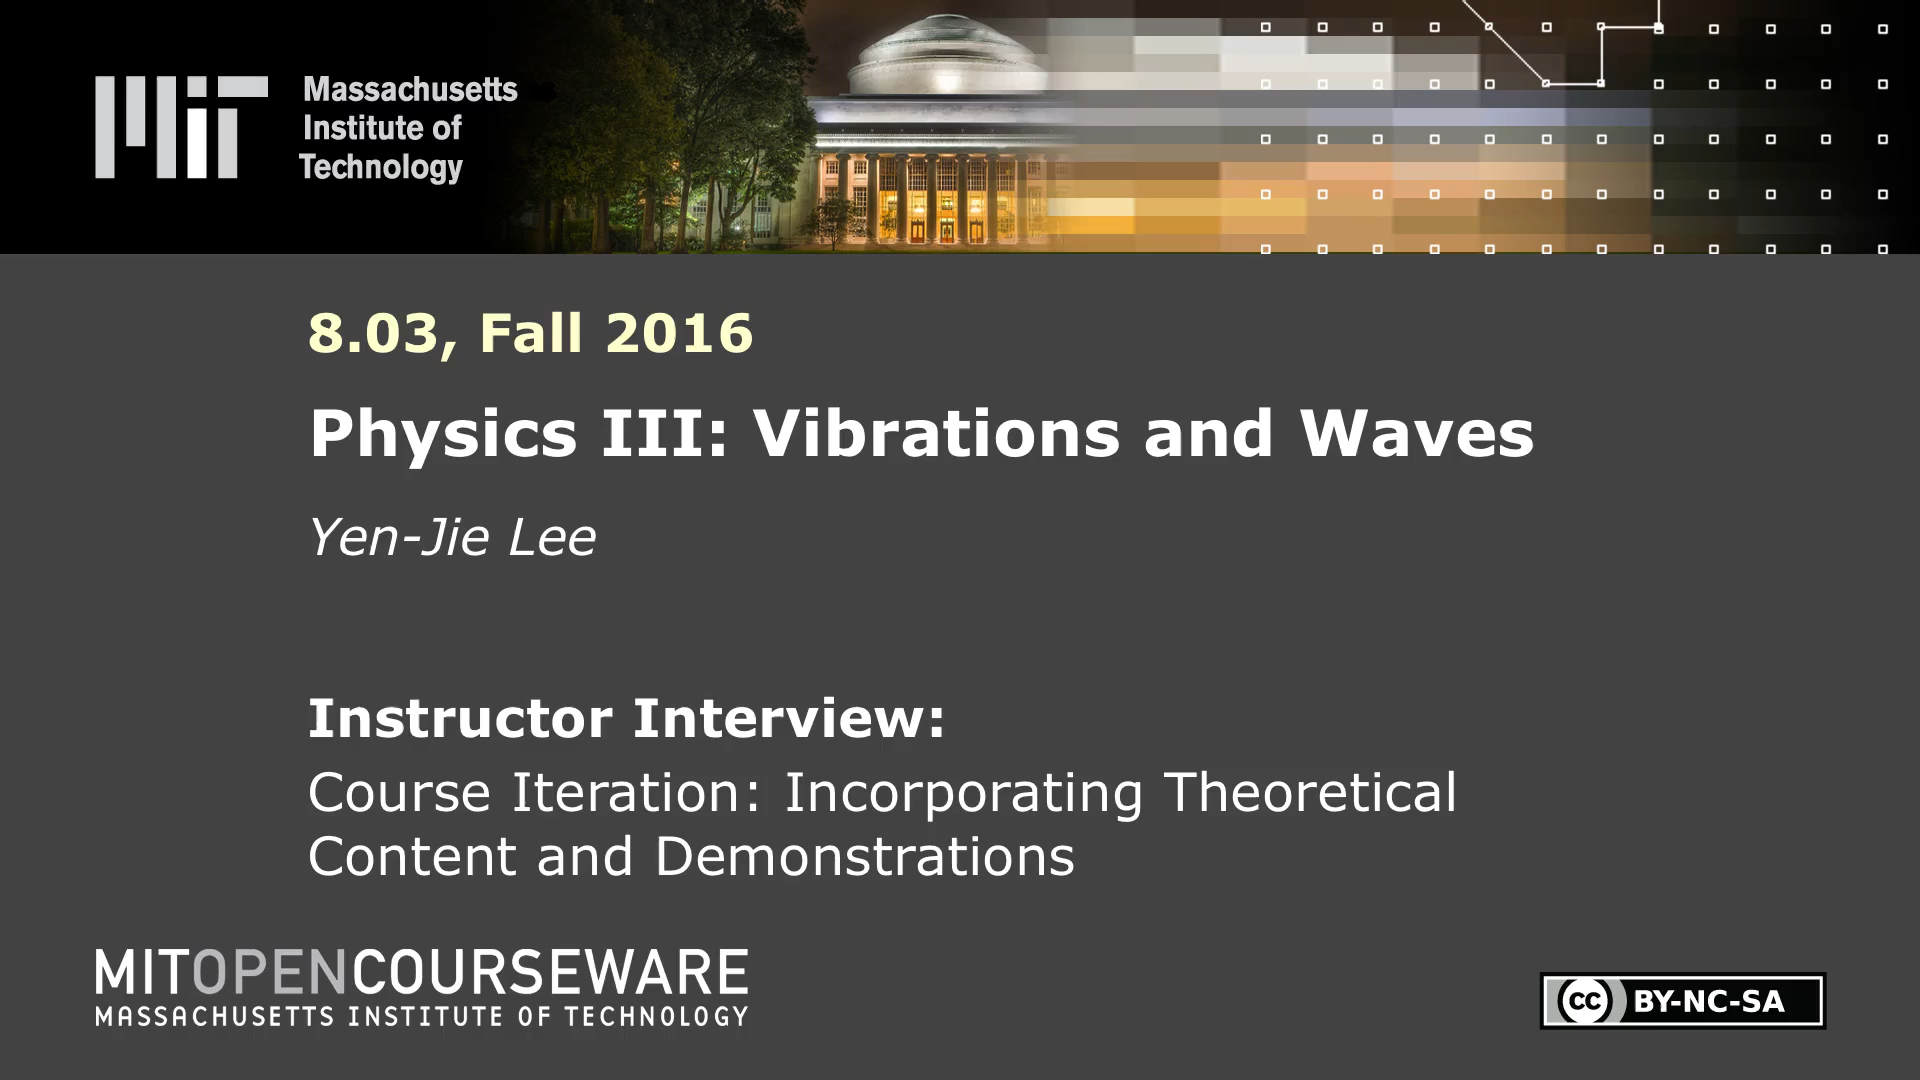 MIT
Massachusetts
Institute of
Technology
8.03, Fall 2016
Physics III: Vibrations and Waves
Yen-Jie Lee
Instructor Interview:
Course Iteration: Incorporating Theoretical
Content and Demonstrations
MITOPENCOURSEWARE
MASSACHUSETTS INSTITUTE OF TECHNOLOGY
cc BY-NC-SA